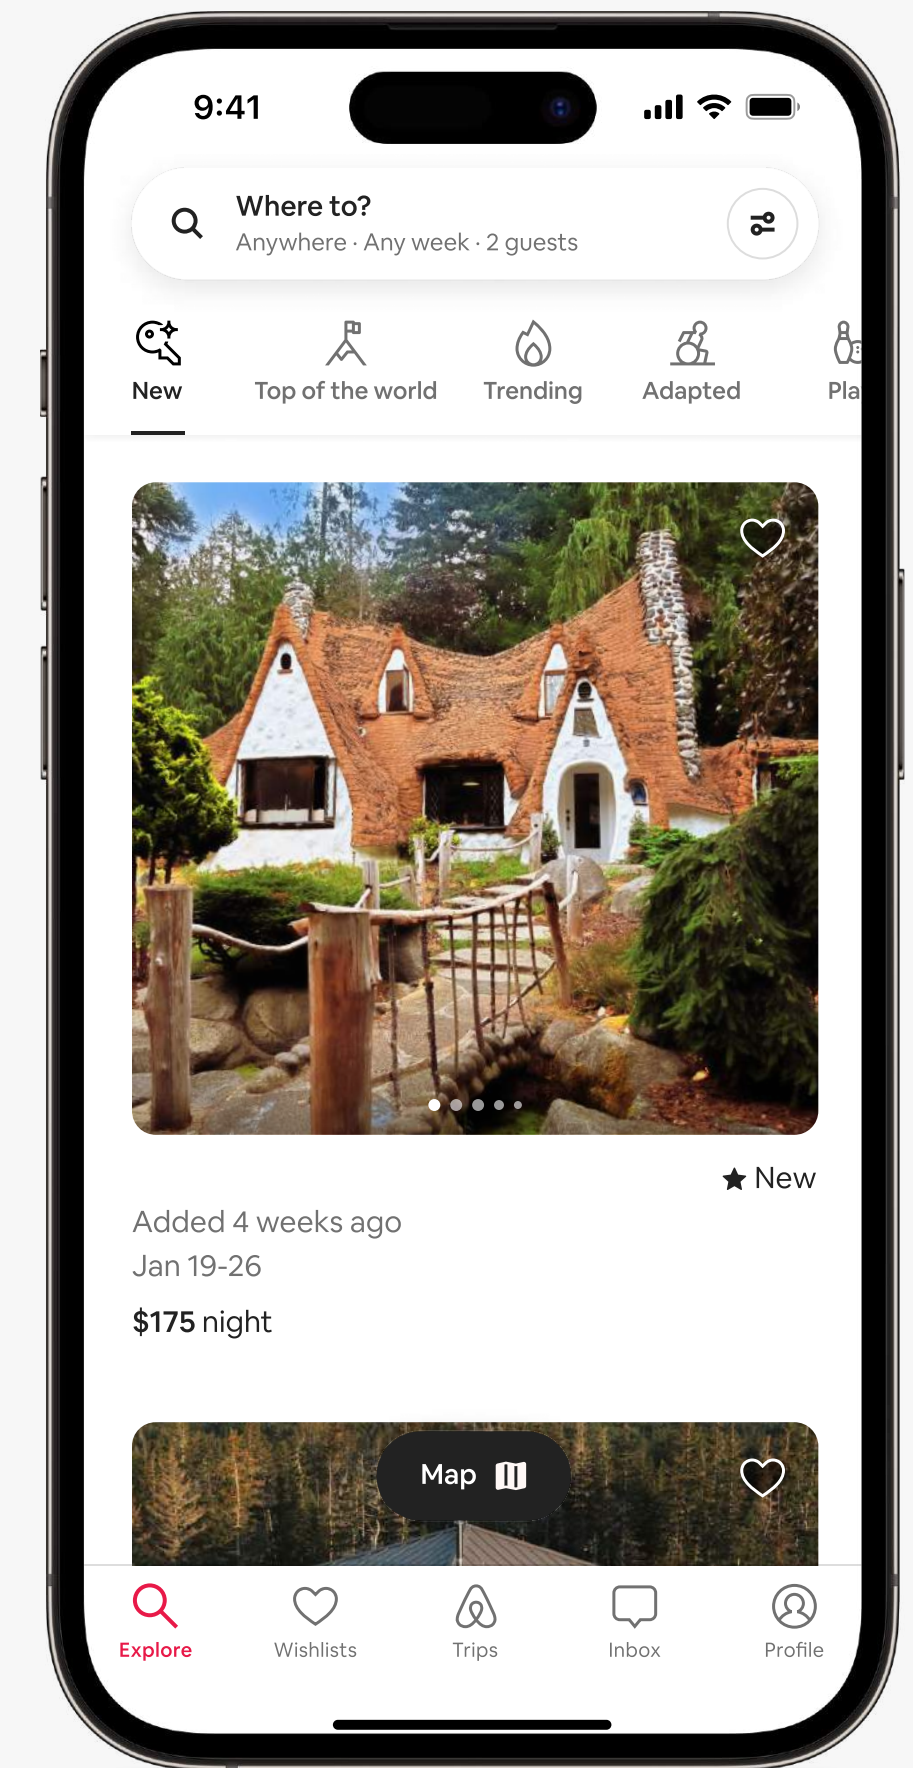 9:41
Where to?
Anywhere · Any week · 2 guests
New
Top of the world
Trending
Adapted
Pla
★ New
Added 4 weeks ago
Jan 19-26
$175 night
Map
Explore
Wishlists
Trips
Inbox
Profile